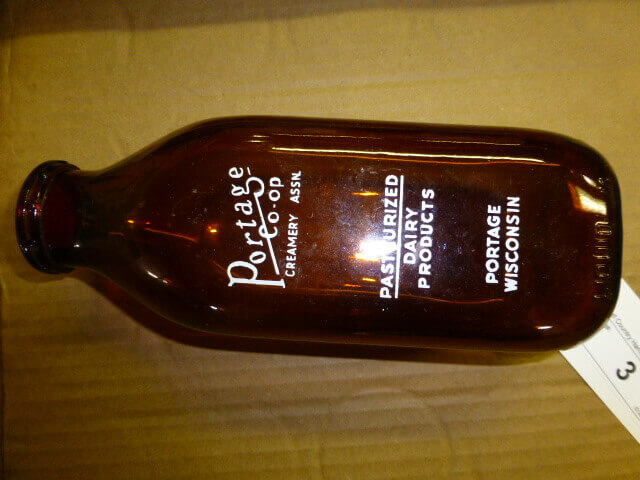 Portage
Co-op
CREAMERY ASSN.
PASTEURIZED
DAIRY
PRODUCTS
PORTAGE
WISCONSIN
3